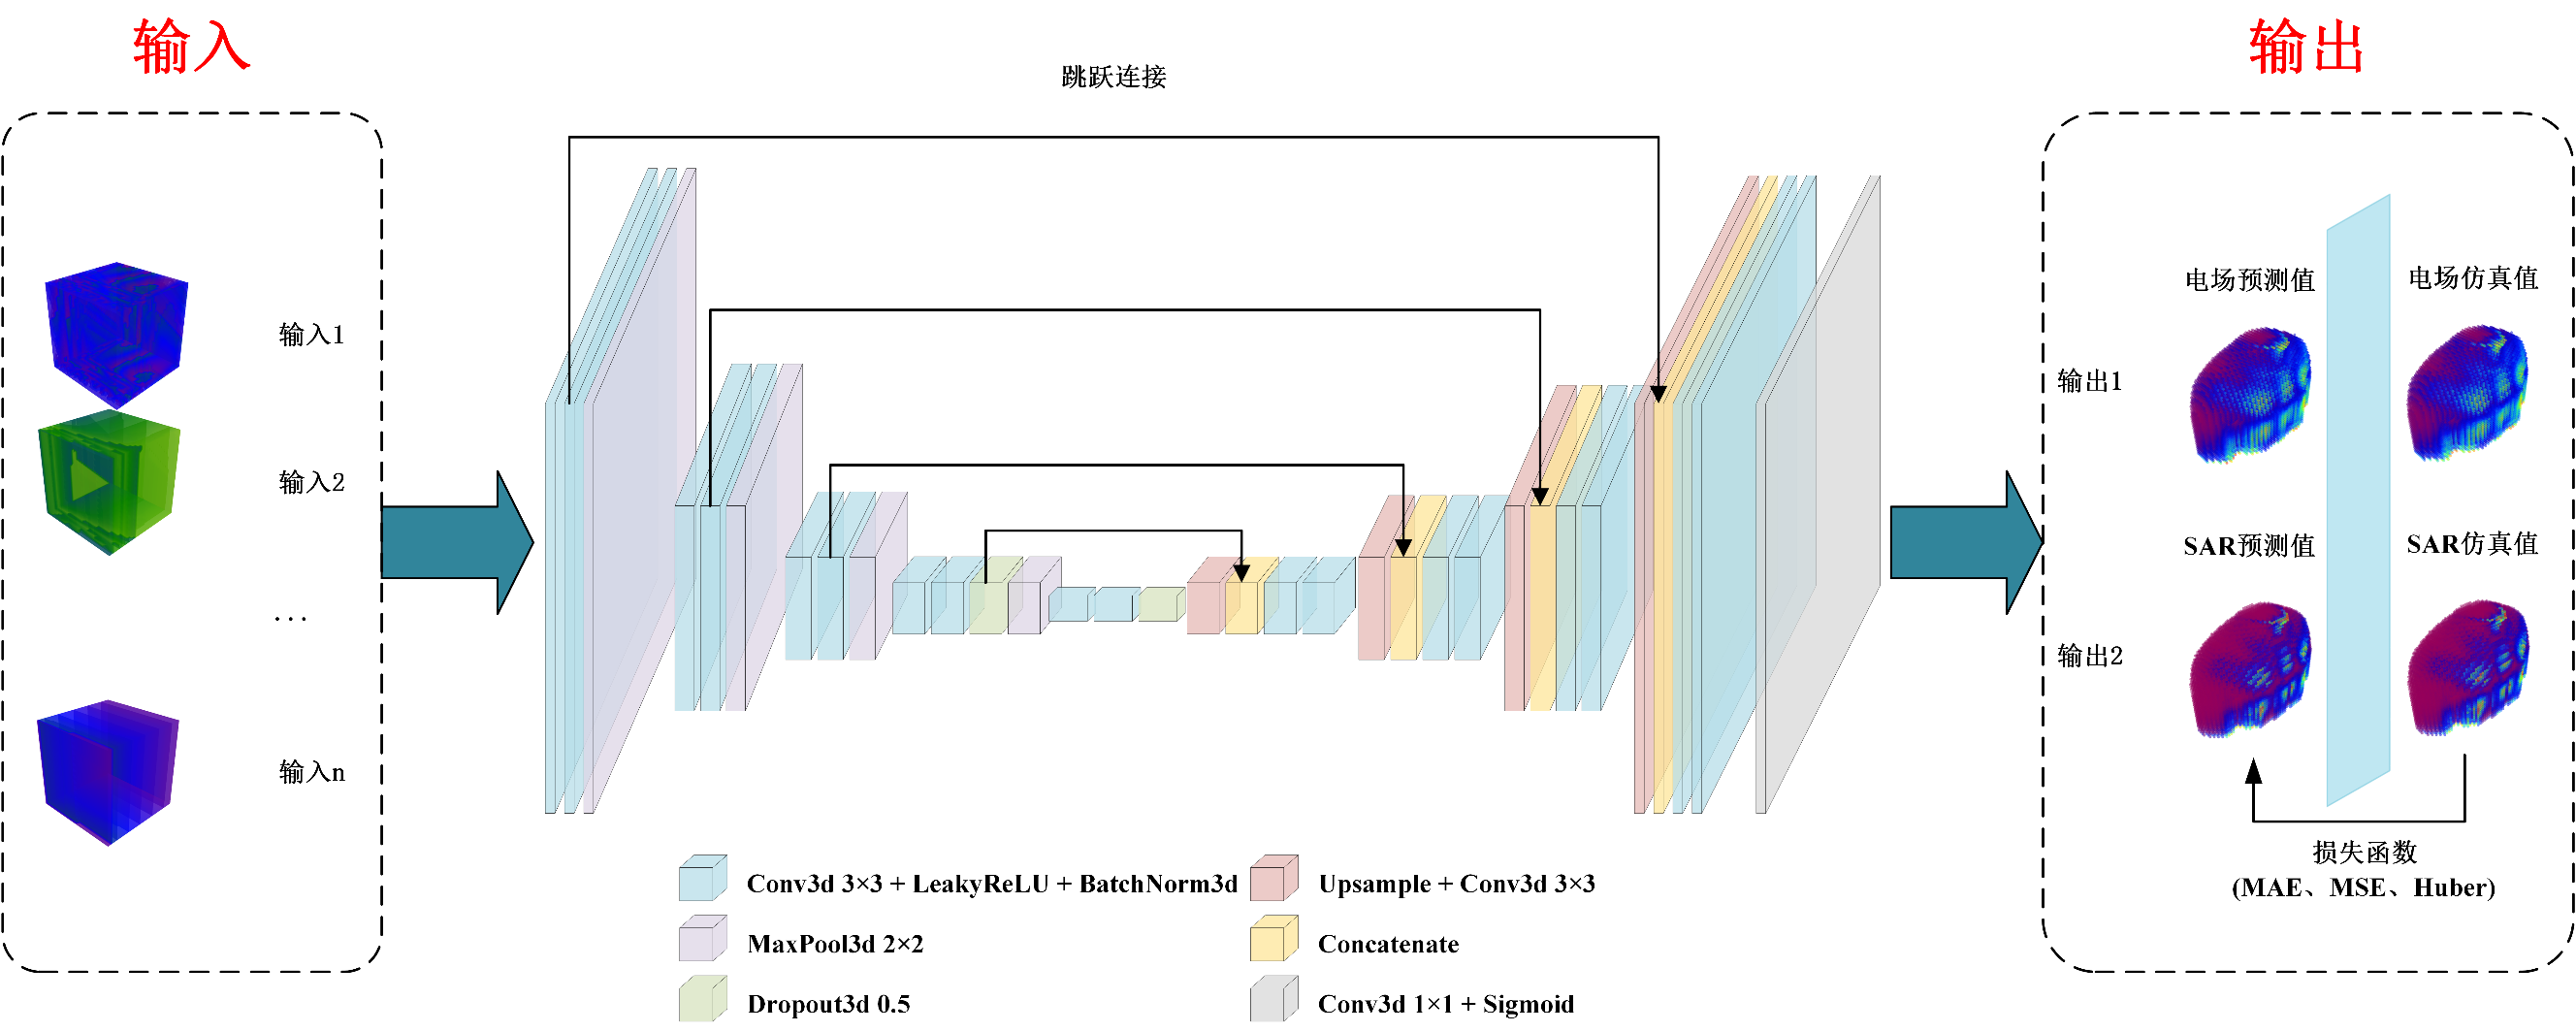 输入
输出
跳跃连接
输入1
输入2
...
输入n
电场预测值
电场仿真值
输出1
SAR预测值
SAR仿真值
输出2
损失函数
(MAE、MSE、Huber)
Conv3d 3×3 + LeakyReLU + BatchNorm3d
Upsample + Conv3d 3×3
MaxPool3d 2×2
Concatenate
Dropout3d 0.5
Conv3d 1×1 + Sigmoid